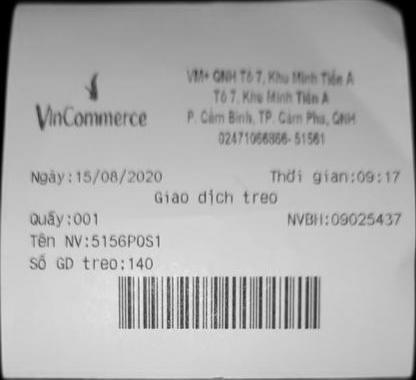 VinCommerce
VM+ QNH Tổ 7, Khu Minh Tiến A
Tổ 7, Khu Minh Tiến A
P. Cẩm Bình, TP. Cẩm Phả, QNH
02471066866- 51561
Ngày:15/08/2020 Thời gian:09:17
Giao dịch treo
Quầy:001 NVBH:09025437
Tên NV:5156POS1
Số GD treo:140